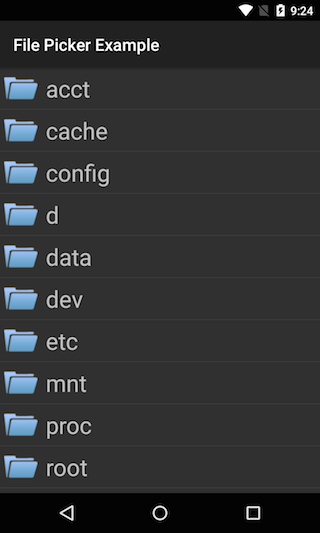 9:24
File Picker Example
acct
cache
config
d
data
dev
etc
mnt
proc
root